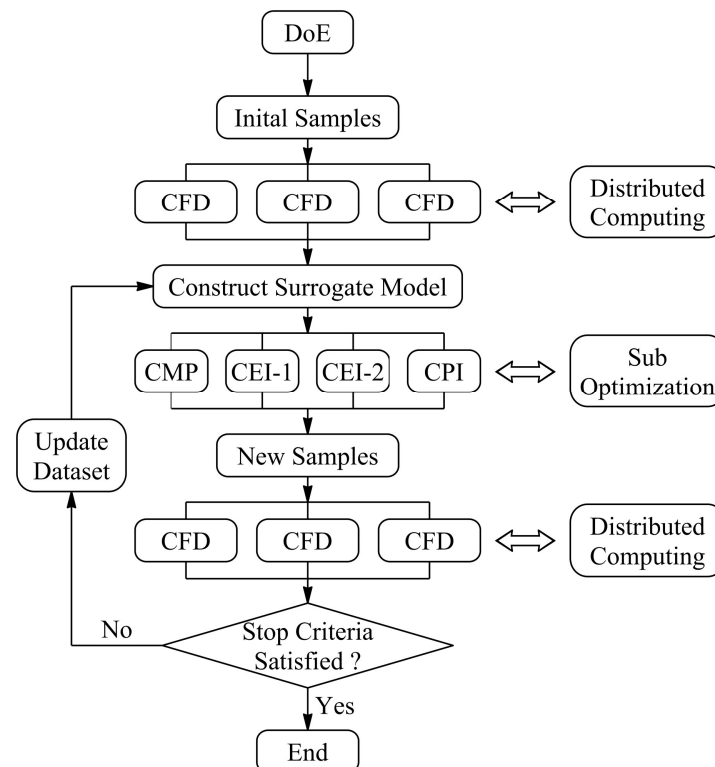 DoE
Inital Samples
CFD
CFD
CFD
Distributed
Computing
Construct Surrogate Model
CMP
CEI-1
CEI-2
CPI
Sub
Optimization
Update
Dataset
New Samples
CFD
CFD
CFD
Distributed
Computing
No
Stop Criteria
Satisfied ?
Yes
End